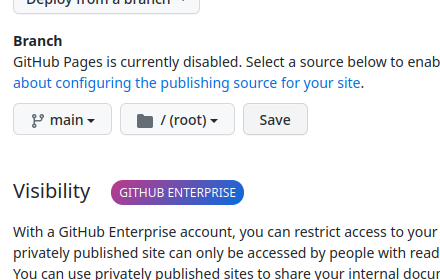 Deploy from a branch
Branch
GitHub Pages is currently disabled. Select a source below to enab
about configuring the publishing source for your site.
main / (root) Save
Visibility GITHUB ENTERPRISE
With a GitHub Enterprise account, you can restrict access to your
privately published site can only be accessed by people with read
You can use privately published sites to share your internal docur